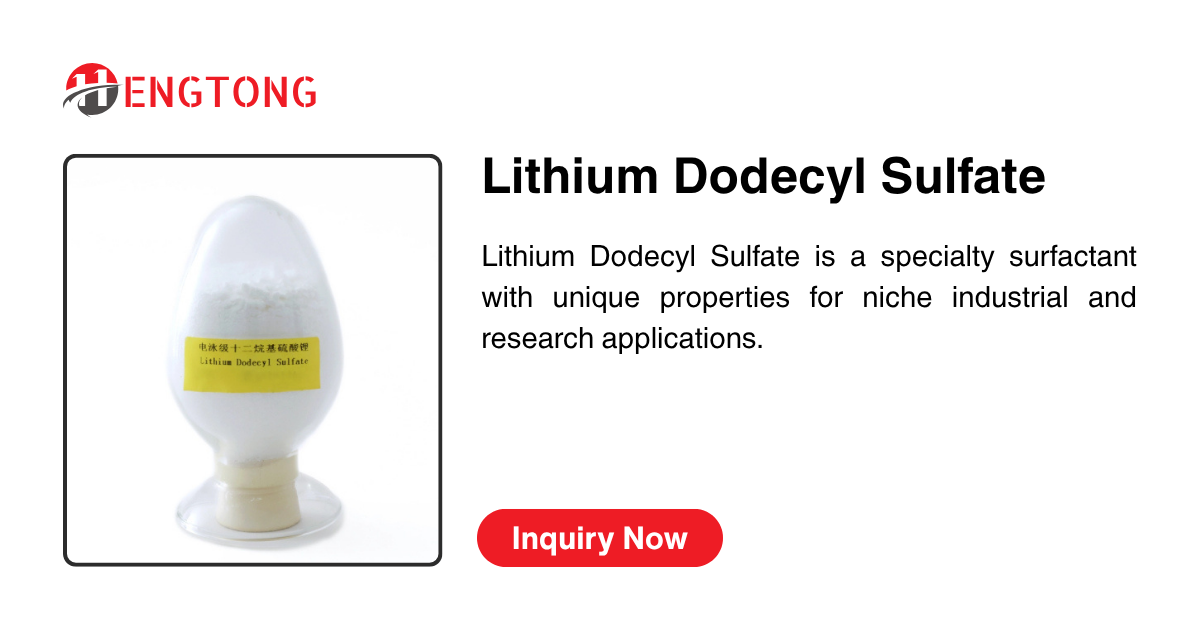 HENGTONG
Lithium Dodecyl Sulfate
Lithium Dodecyl Sulfate is a specialty surfactant
with unique properties for niche industrial and
research applications.
电泳级十二烷基硫酸锂
Lithium Dodecyl Sulfate
Inquiry Now